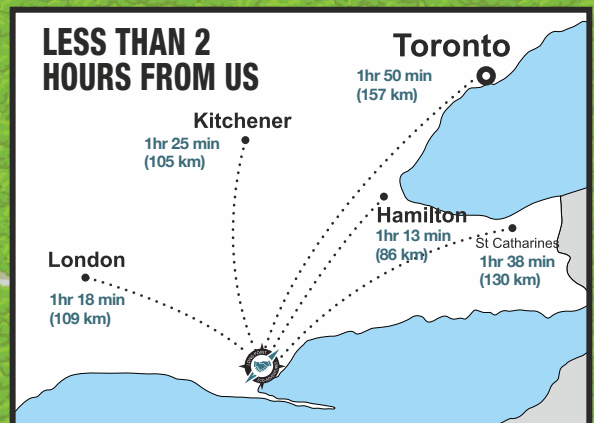 LESS THAN 2
HOURS FROM US
Toronto
1hr 50 min
(157 km)
Kitchener
1hr 25 min
(105 km)
Hamilton
1hr 13 min
(86 km)
St Catharines
1hr 38 min
(130 km)
London
1hr 18 min
(109 km)